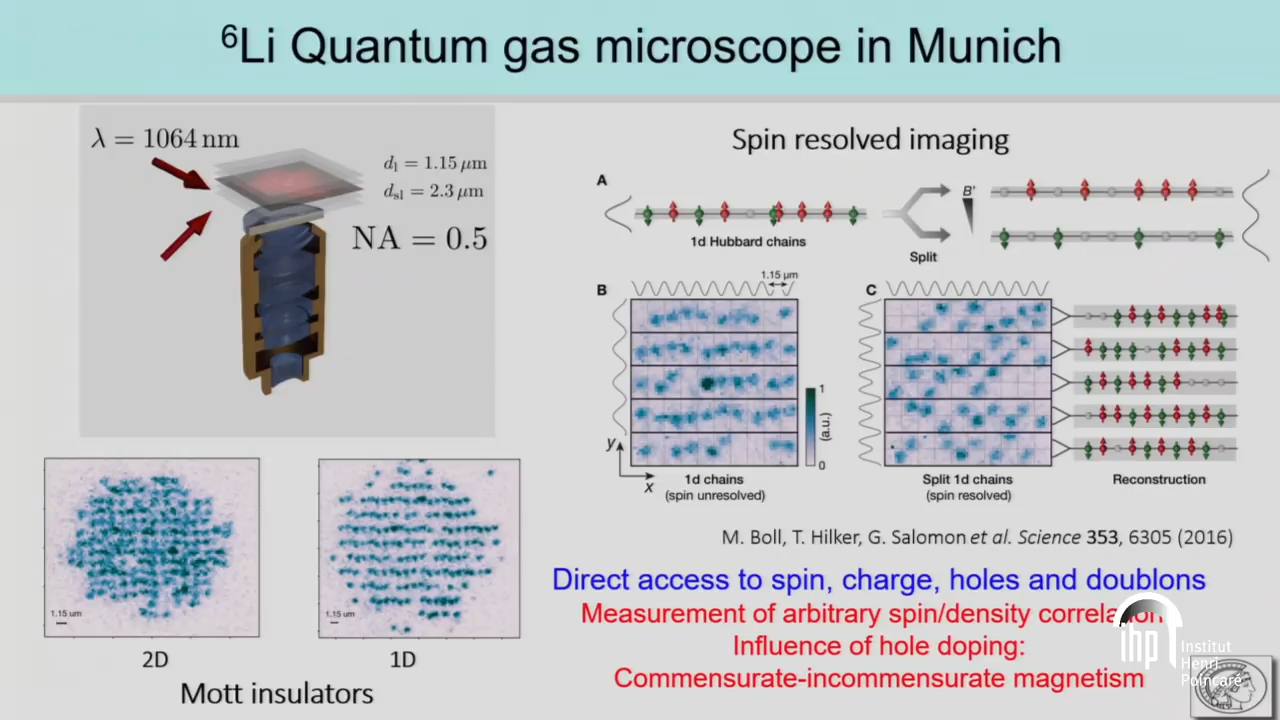 ⁶Li Quantum gas microscope in Munich
λ = 1064 nm
dₗ = 1.15 μm
dₛₗ = 2.3 μm
NA = 0.5
Spin resolved imaging
A
B'
1d Hubbard chains
Split
B
1.15 μm
C
1
(a.u.)
0
y
x
1d chains
(spin unresolved)
Split 1d chains
(spin resolved)
Reconstruction
1.15 um
1.15 um
2D
1D
Mott insulators
M. Boll, T. Hilker, G. Salomon et al. Science 353, 6305 (2016)
Direct access to spin, charge, holes and doublons
Measurement of arbitrary spin/density correlation
Influence of hole doping:
Commensurate-incommensurate magnetism
ihp
Institut
Henri
Poincaré